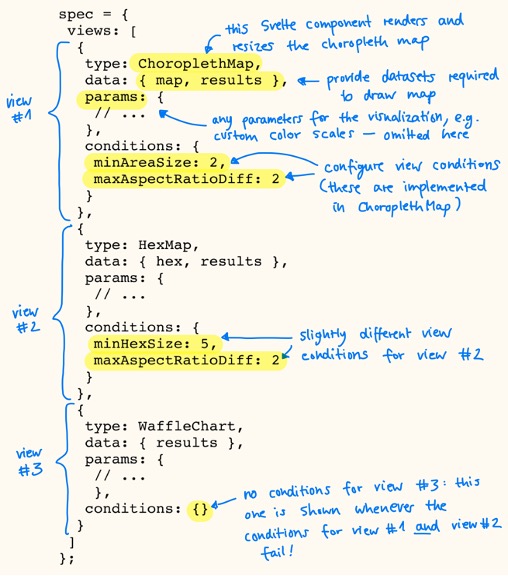 spec = {
views: [
{
type: ChoroplethMap,
data: { map, results },
params: {
// ...
},
conditions: {
minAreaSize: 2,
maxAspectRatioDiff: 2
}
},
{
type: HexMap,
data: { hex, results },
params: {
// ...
},
conditions: {
minHexSize: 5,
maxAspectRatioDiff: 2
}
},
{
type: WaffleChart,
data: { results },
params: {
// ...
},
conditions: {}
}
]
};
view
#1
view
#2
view
#3
this Svelte component renders and
resizes the choropleth map
provide datasets required
to draw map
any parameters for the visualization, e.g.
custom color scales — omitted here
configure view conditions
(these are implemented
in ChoroplethMap)
slightly different view
conditions for view #2
no conditions for view #3: this
one is shown whenever the
conditions for view #1 and view #2
fail!